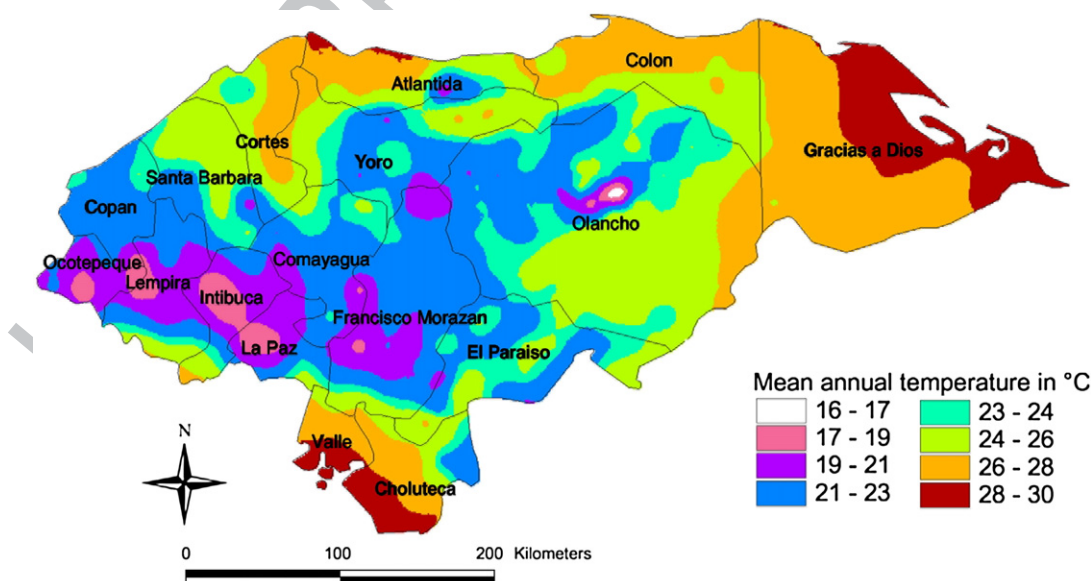 Colon
Atlantida
Cortes
Yoro
Gracias a Dios
Santa Barbara
Copan
Olancho
Ocotepeque
Comayagua
Lempira
Intibuca
Francisco Morazan
La Paz
El Paraiso
Valle
Choluteca
N
Mean annual temperature in °C
16 - 17
17 - 19
19 - 21
21 - 23
23 - 24
24 - 26
26 - 28
28 - 30
0 100 200 Kilometers